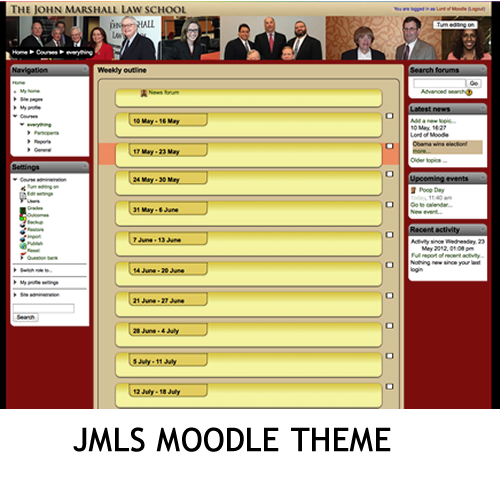 THE JOHN MARSHALL LAW SCHOOL
You are logged in as Lord of Moodle (Logout)
Turn editing on
Home ► Courses ► everything
Navigation
Home
My home
Site pages
My profile
Courses
everything
Participants
Reports
General
Settings
Course administration
Turn editing on
Edit settings
Users
Grades
Outcomes
Backup
Restore
Import
Publish
Reset
Question bank
Switch role to...
My profile settings
Site administration
Search
Weekly outline
News forum
10 May - 16 May
17 May - 23 May
24 May - 30 May
31 May - 6 June
7 June - 13 June
14 June - 20 June
21 June - 27 June
28 June - 4 July
5 July - 11 July
12 July - 18 July
Search forums
Go
Advanced search
Latest news
Add a new topic...
10 May, 16:27
Lord of Moodle
Obama wins election!
more...
Older topics ...
Upcoming events
Poop Day
Today, 11:40 am
Go to calendar...
New event...
Recent activity
Activity since Wednesday, 23
May 2012, 01:08 pm
Full report of recent activity...
Nothing new since your last
login
JMLS MOODLE THEME